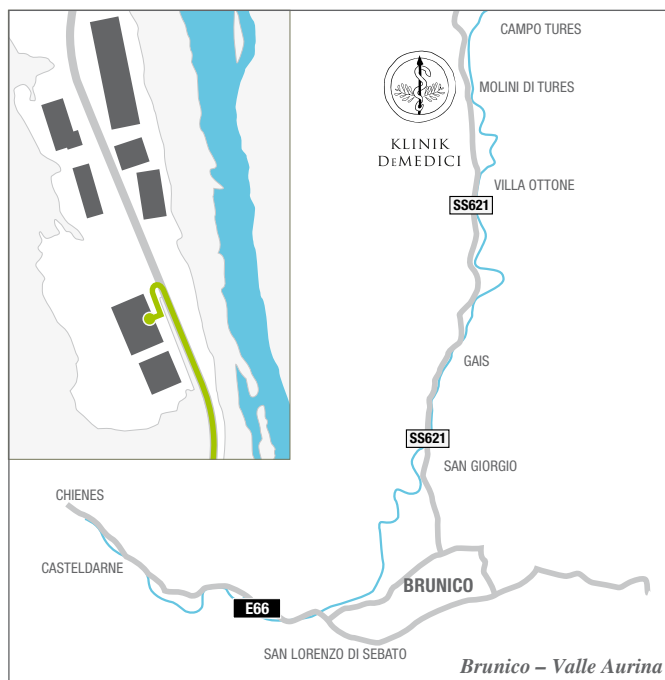 CAMPO TURES
MOLINI DI TURES
KLINIK
DeMEDICI
VILLA OTTONE
SS621
GAIS
SS621
SAN GIORGIO
CHIENES
CASTELDARNE
BRUNICO
E66
SAN LORENZO DI SEBATO
Brunico – Valle Aurina